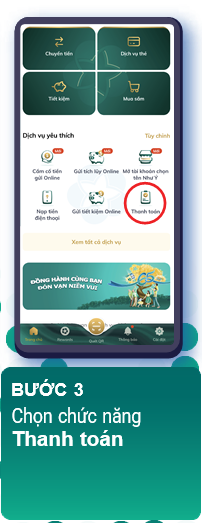 Chuyển tiền
Dịch vụ thẻ
Tiết kiệm
Mua sắm
Dịch vụ yêu thích
Tùy chỉnh
Mới
Mới
Mới
Cầm cố tiền
gửi Online
Gửi tích lũy Online
Mở tài khoản chọn
tên Như Ý
Nạp tiền
điện thoại
Gửi tiết kiệm Online
Thanh toán
Xem tất cả dịch vụ
ĐỒNG HÀNH CÙNG BẠN
ĐÓN VẠN NIỀM VUI
Rewards
Quét QR
Thông báo
Cài đặt
BƯỚC 3
Chọn chức năng
Thanh toán